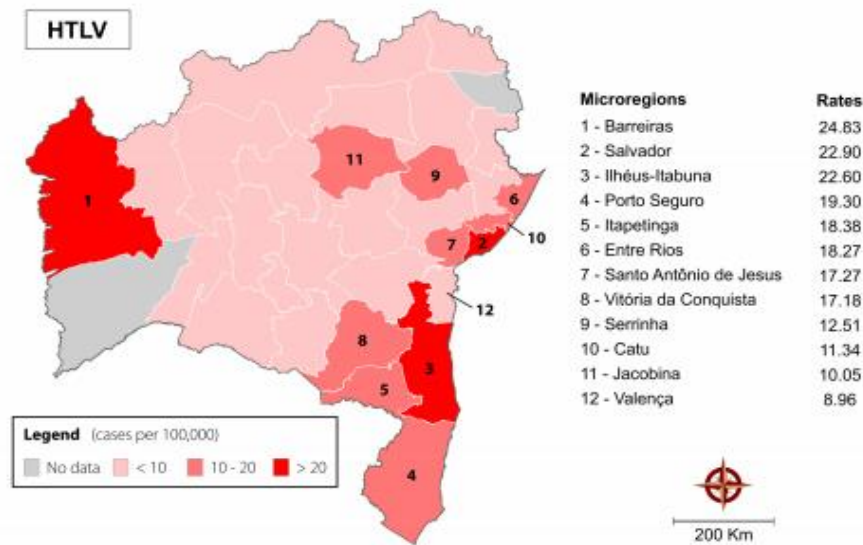 HTLV
1
11
9
6
10
7
2
12
8
3
5
4
Microregions Rates
1 - Barreiras 24.83
2 - Salvador 22.90
3 - Ilhéus-Itabuna 22.60
4 - Porto Seguro 19.30
5 - Itapetinga 18.38
6 - Entre Rios 18.27
7 - Santo Antônio de Jesus 17.27
8 - Vitória da Conquista 17.18
9 - Serrinha 12.51
10 - Catu 11.34
11 - Jacobina 10.05
12 - Valença 8.96
Legend (cases per 100,000)
No data < 10 10 - 20 > 20
200 Km